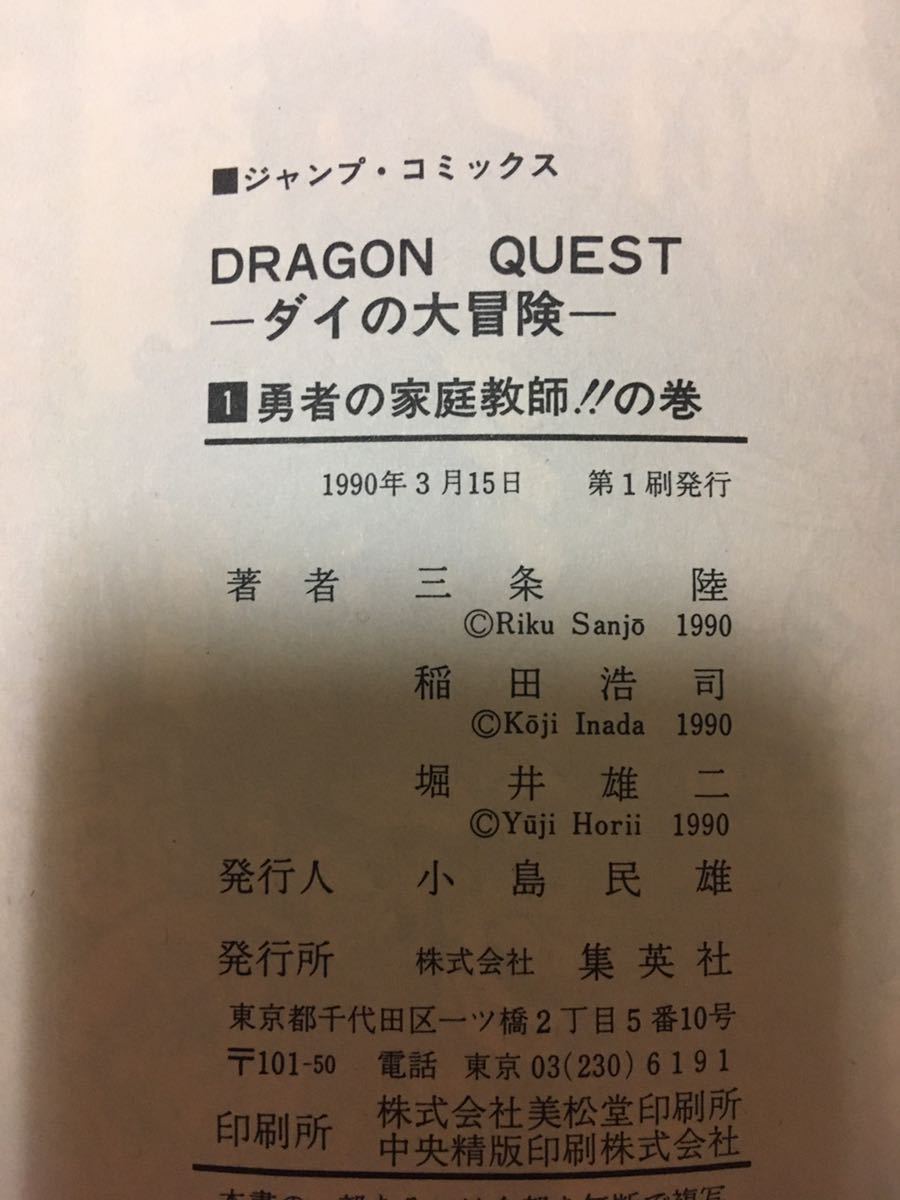 ■ジャンプ・コミックス
DRAGON QUEST
—ダイの大冒険—
1 勇者の家庭教師!!の巻
1990年3月15日 第1刷発行
著者 三条 陸
©Riku Sanjō 1990
稲田浩司
©Kōji Inada 1990
堀井雄二
©Yūji Horii 1990
発行人 小島民雄
発行所 株式会社 集英社
東京都千代田区一ツ橋2丁目5番10号
〒101-50 電話 東京 03(230)6191
印刷所 株式会社美松堂印刷所
中央精版印刷株式会社